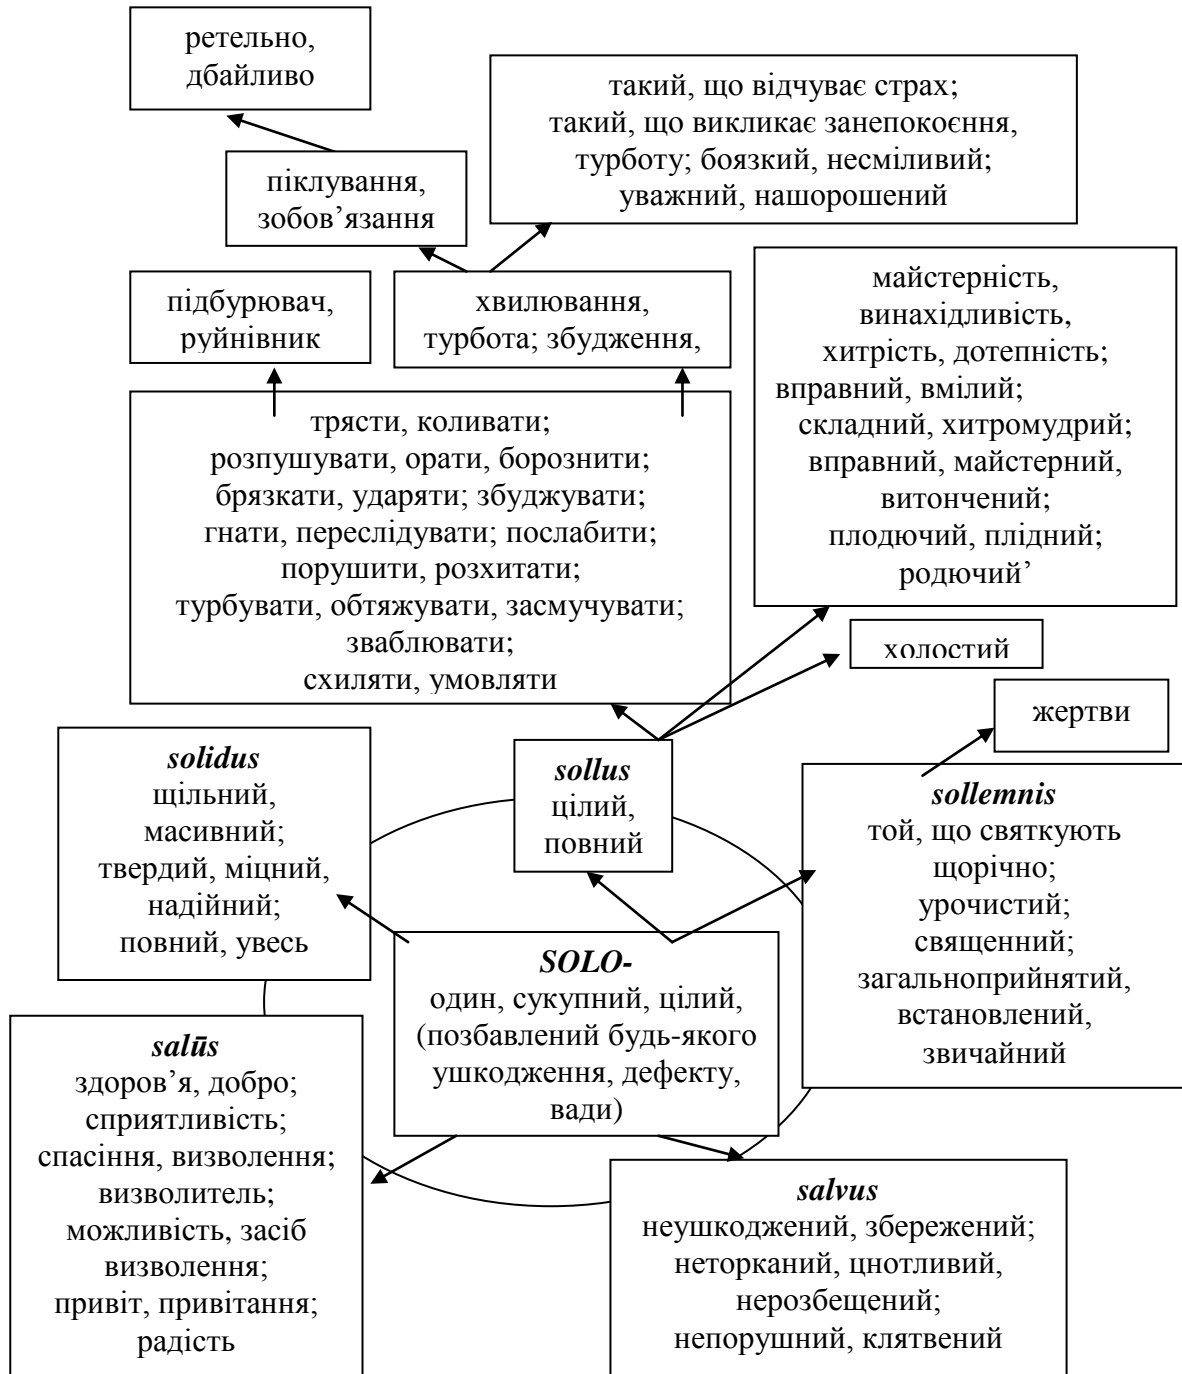 ретельно,
дбайливо
такий, що відчуває страх;
такий, що викликає занепокоєння,
турботу; боязкий, несміливий;
уважний, нашорошений
піклування,
зобов’язання
підбурювач,
руйнівник
хвилювання,
турбота; збудження,
майстерність,
винахідливість,
хитрість, дотепність;
вправний, вмілий;
складний, хитромудрий;
вправний, майстерний,
витончений;
плодючий, плідний;
родючий’
трясти, коливати;
розпушувати, орати, борознити;
брязкати, ударяти; збуджувати;
гнати, переслідувати; послабити;
порушити, розхитати;
турбувати, обтяжувати, засмучувати;
зваблювати;
схиляти, умовляти
холостий
жертви
solidus
щільний,
масивний;
твердий, міцний,
надійний;
повний, увесь
sollus
цілий,
повний
sollemnis
той, що святкують
щорічно;
урочистий;
священний;
загальноприйнятий,
встановлений,
звичайний
SOLO-
один, сукупний, цілий,
(позбавлений будь-якого
ушкодження, дефекту,
вади)
salūs
здоров’я, добро;
сприятливість;
спасіння, визволення;
визволитель;
можливість, засіб
визволення;
привіт, привітання;
радість
salvus
неушкоджений, збережений;
неторканий, цнотливий,
нерозбещений;
непорушний, клятвений